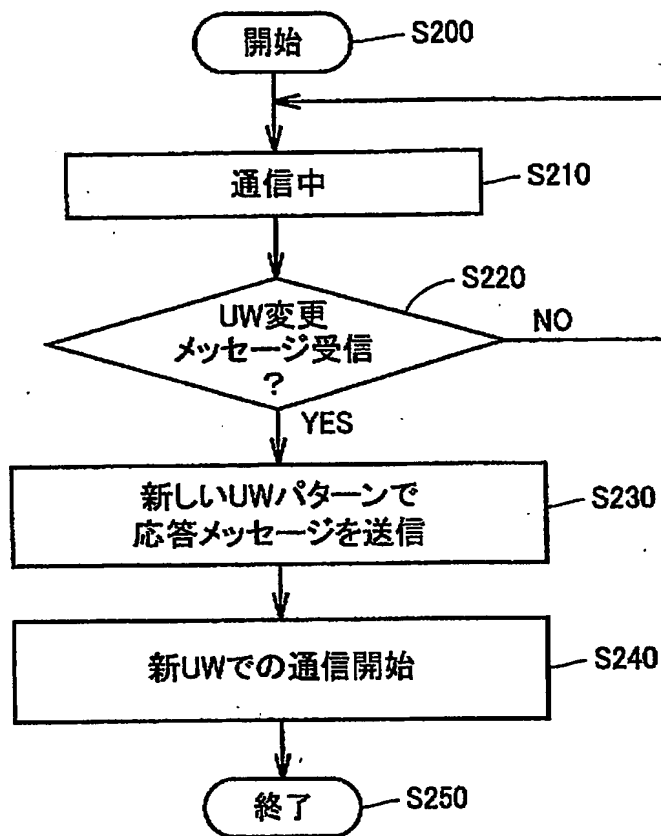 開始
S200
通信中
S210
S220
UW変更
メッセージ受信
?
NO
YES
新しいUWパターンで
応答メッセージを送信
S230
新UWでの通信開始
S240
終了
S250